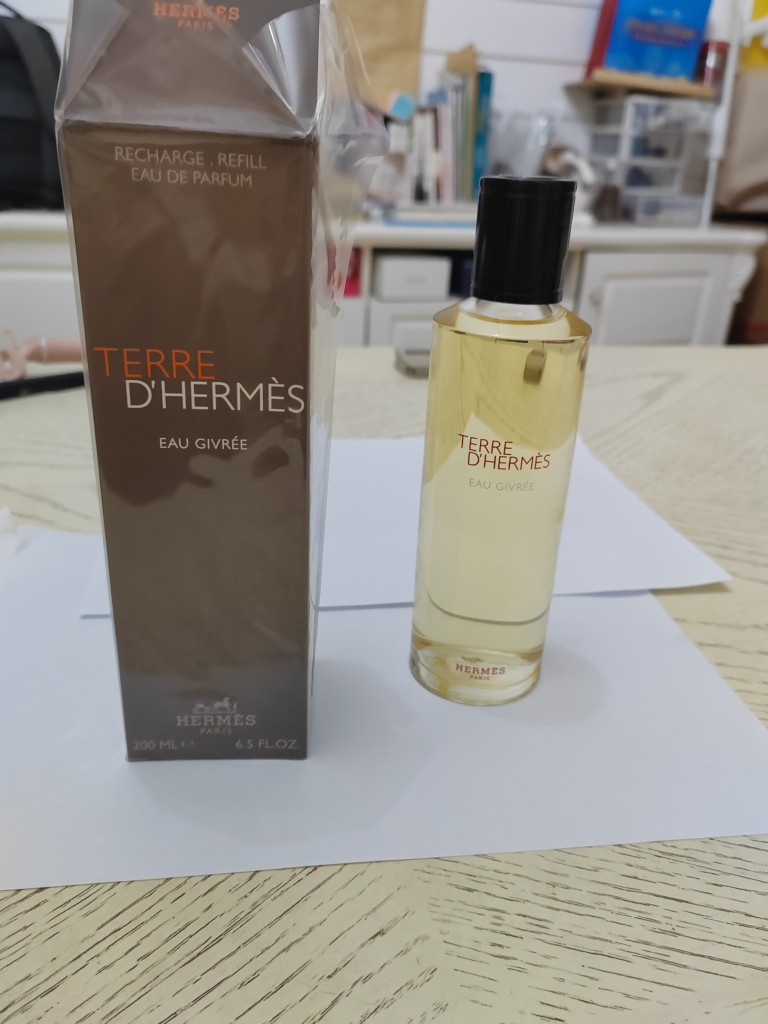 HERMÈS
PARIS
RECHARGE . REFILL
EAU DE PARFUM
TERRE
D'HERMÈS
EAU GIVRÉE
HERMÈS
PARIS
200 ML e 6.5 FL.OZ.
TERRE
D'HERMÈS
EAU GIVRÉE
HERMÈS
PARIS